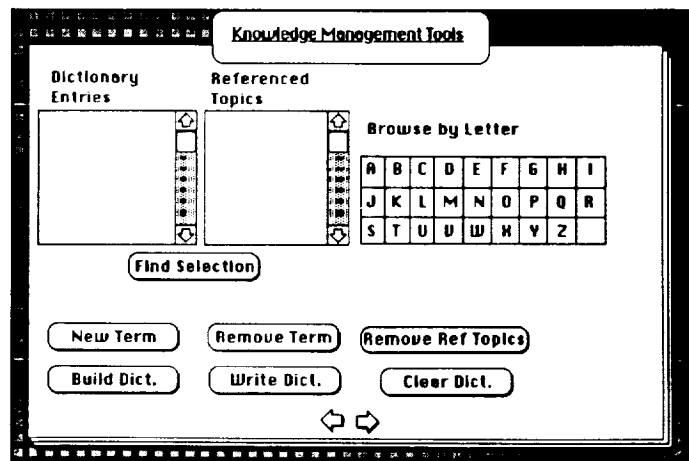 Knowledge Management Tools
Dictionary
Entries
Referenced
Topics
Browse by Letter
A B C D E F G H I
J K L M N O P Q R
S T U V W X Y Z
Find Selection
New Term
Remove Term
Remove Ref Topics
Build Dict.
Write Dict.
Clear Dict.